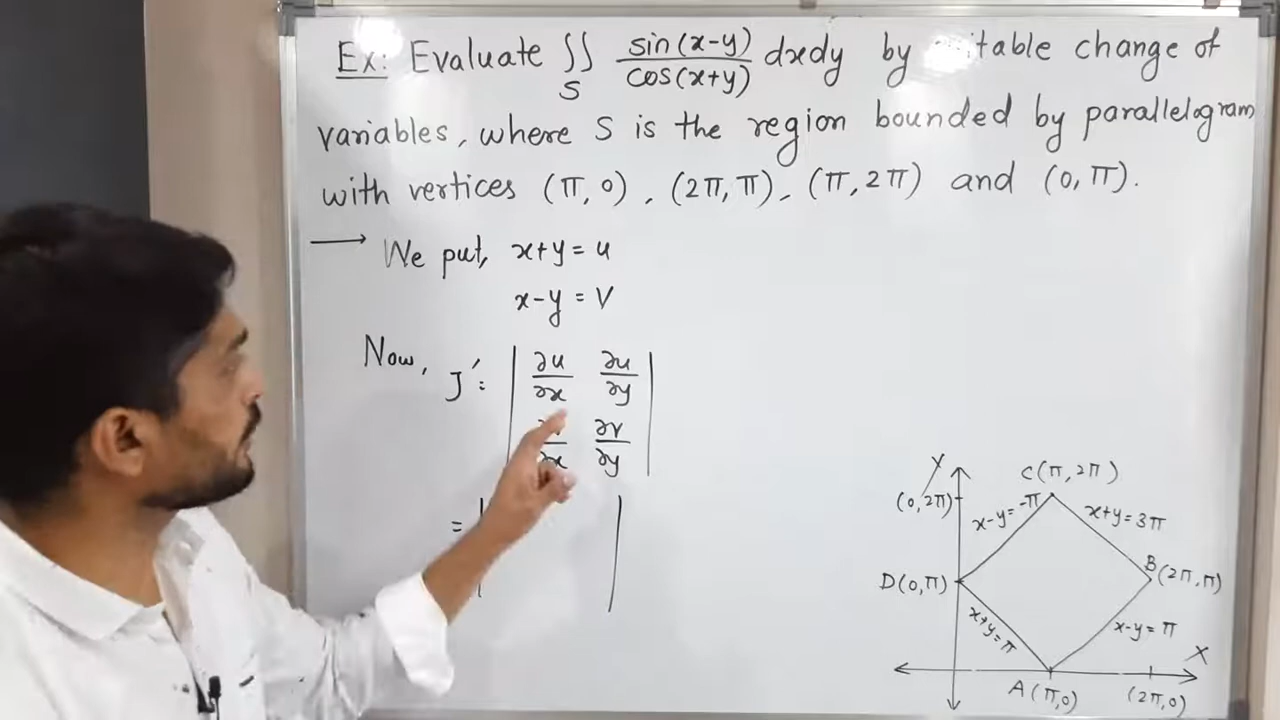 Ex: Evaluate ∬_S sin(x-y)/cos(x+y) dxdy by change of
variables, where S is the region bounded by parallelogram
with vertices (π, 0), (2π, π), (π, 2π) and (0, π).
→ We put, x+y = u
x-y = v
Now, J' = | ∂u/∂x ∂u/∂y |
∂v/∂y |
= | |
Y
C(π, 2π)
(0, 2π)
x-y = -π
x+y = 3π
B(2π, π)
D(0, π)
x+y = π
x-y = π
X
A(π, 0)
(2π, 0)